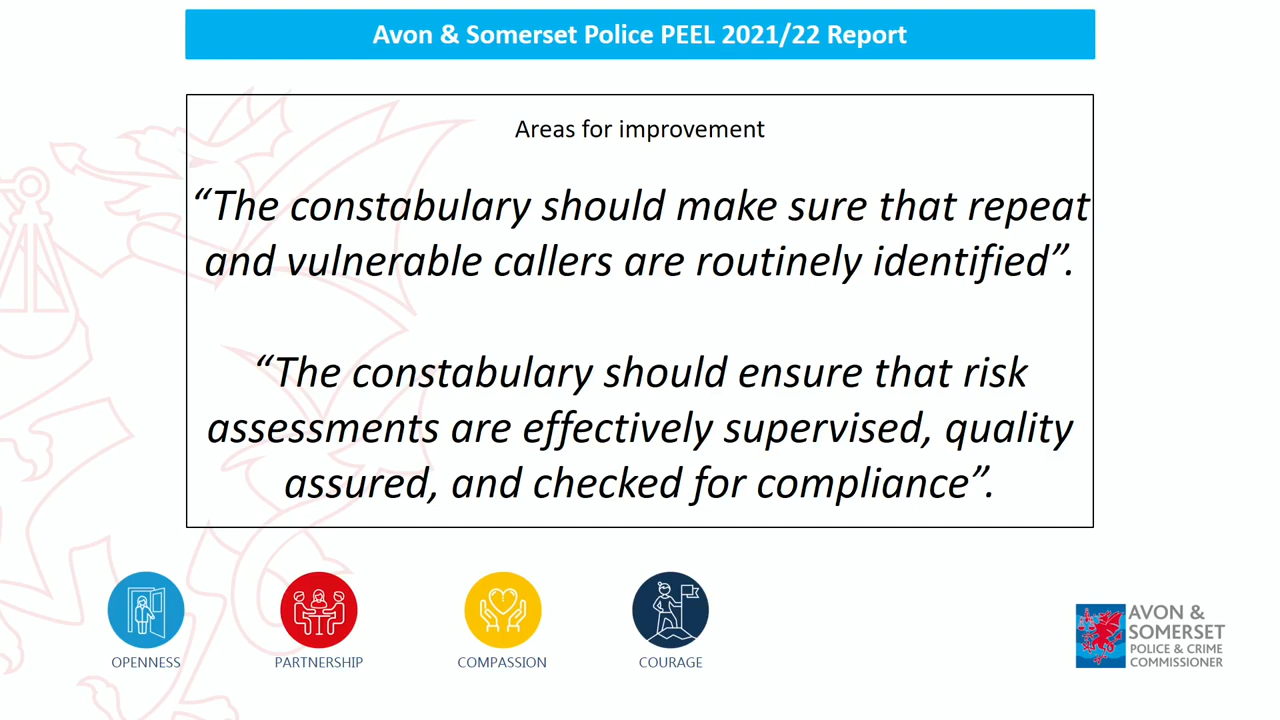 Avon & Somerset Police PEEL 2021/22 Report
Areas for improvement
“The constabulary should make sure that repeat
and vulnerable callers are routinely identified”.
“The constabulary should ensure that risk
assessments are effectively supervised, quality
assured, and checked for compliance”.
OPENNESS
PARTNERSHIP
COMPASSION
COURAGE
AVON &
SOMERSET
POLICE & CRIME
COMMISSIONER